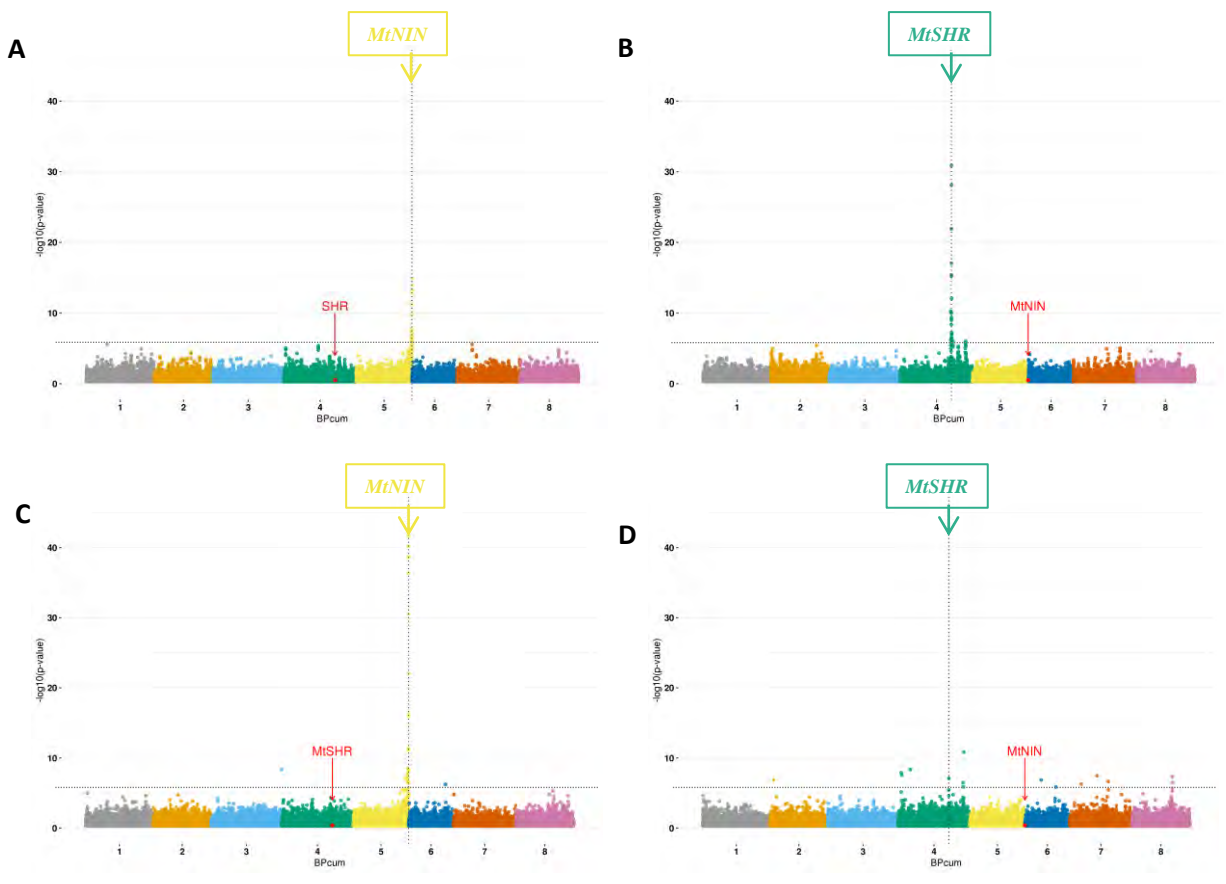 A
MtNIN
40
30
20
10
0
-log10(p-value)
SHR
1 2 3 4 5 6 7 8
BPcum
B
MtSHR
40
30
20
10
0
-log10(p-value)
MtNIN
1 2 3 4 5 6 7 8
BPcum
C
MtNIN
40
30
20
10
0
-log10(p-value)
MtSHR
1 2 3 4 5 6 7 8
BPcum
D
MtSHR
40
30
20
10
0
-log10(p-value)
MtNIN
1 2 3 4 5 6 7 8
BPcum